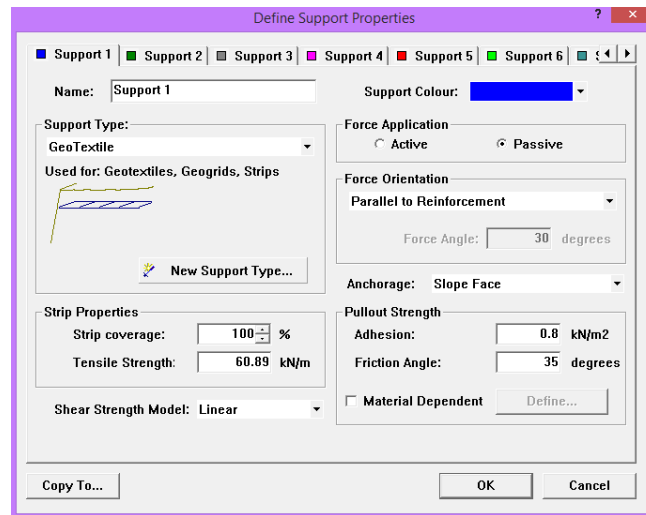 Define Support Properties ? ×
Support 1 Support 2 Support 3 Support 4 Support 5 Support 6
Name: Support 1
Support Colour:
Support Type:
GeoTextile
Used for: Geotextiles, Geogrids, Strips
New Support Type...
Force Application
Active Passive
Force Orientation
Parallel to Reinforcement
Force Angle: 30 degrees
Anchorage: Slope Face
Strip Properties
Strip coverage: 100 %
Tensile Strength: 60.89 kN/m
Shear Strength Model: Linear
Pullout Strength
Adhesion: 0.8 kN/m2
Friction Angle: 35 degrees
Material Dependent Define...
Copy To... OK Cancel